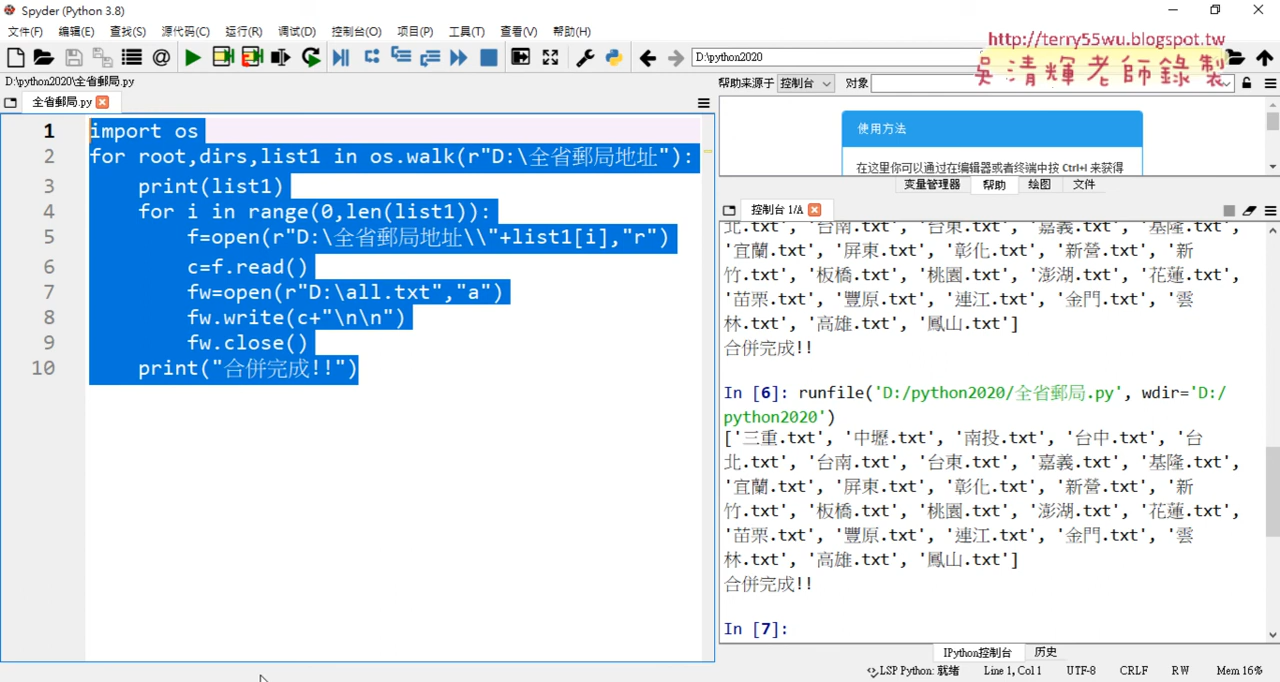 Spyder (Python 3.8)
文件(F) 编辑(E) 查找(S) 源代码(C) 运行(R) 调试(D) 控制台(O) 项目(P) 工具(T) 查看(V) 帮助(H)
D:\python2020
http://terry55wu.blogspot.tw
吳清輝老師錄製
D:\python2020\全省郵局.py
帮助来源于 控制台 对象
全省郵局.py
1 import os
2 for root,dirs,list1 in os.walk(r"D:\全省郵局地址"):
3 print(list1)
4 for i in range(0,len(list1)):
5 f=open(r"D:\全省郵局地址\\"+list1[i],"r")
6 c=f.read()
7 fw=open(r"D:\all.txt","a")
8 fw.write(c+"\n\n")
9 fw.close()
10 print("合併完成!!")
使用方法
在这里你可以通过在编辑器或者终端中按 Ctrl+I 来获得
变量管理器 帮助 绘图 文件
控制台 1/A
北.txt', '台南.txt', '台東.txt', '嘉義.txt', '基隆.txt',
'宜蘭.txt', '屏東.txt', '彰化.txt', '新營.txt', '新
竹.txt', '板橋.txt', '桃園.txt', '澎湖.txt', '花蓮.txt',
'苗栗.txt', '豐原.txt', '連江.txt', '金門.txt', '雲
林.txt', '高雄.txt', '鳳山.txt']
合併完成!!
In [6]: runfile('D:/python2020/全省郵局.py', wdir='D:/
python2020')
['三重.txt', '中壢.txt', '南投.txt', '台中.txt', '台
北.txt', '台南.txt', '台東.txt', '嘉義.txt', '基隆.txt',
'宜蘭.txt', '屏東.txt', '彰化.txt', '新營.txt', '新
竹.txt', '板橋.txt', '桃園.txt', '澎湖.txt', '花蓮.txt',
'苗栗.txt', '豐原.txt', '連江.txt', '金門.txt', '雲
林.txt', '高雄.txt', '鳳山.txt']
合併完成!!
In [7]:
IPython控制台 历史
LSP Python: 就绪 Line 1, Col 1 UTF-8 CRLF RW Mem 16%